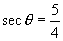 sec θ = 5/4